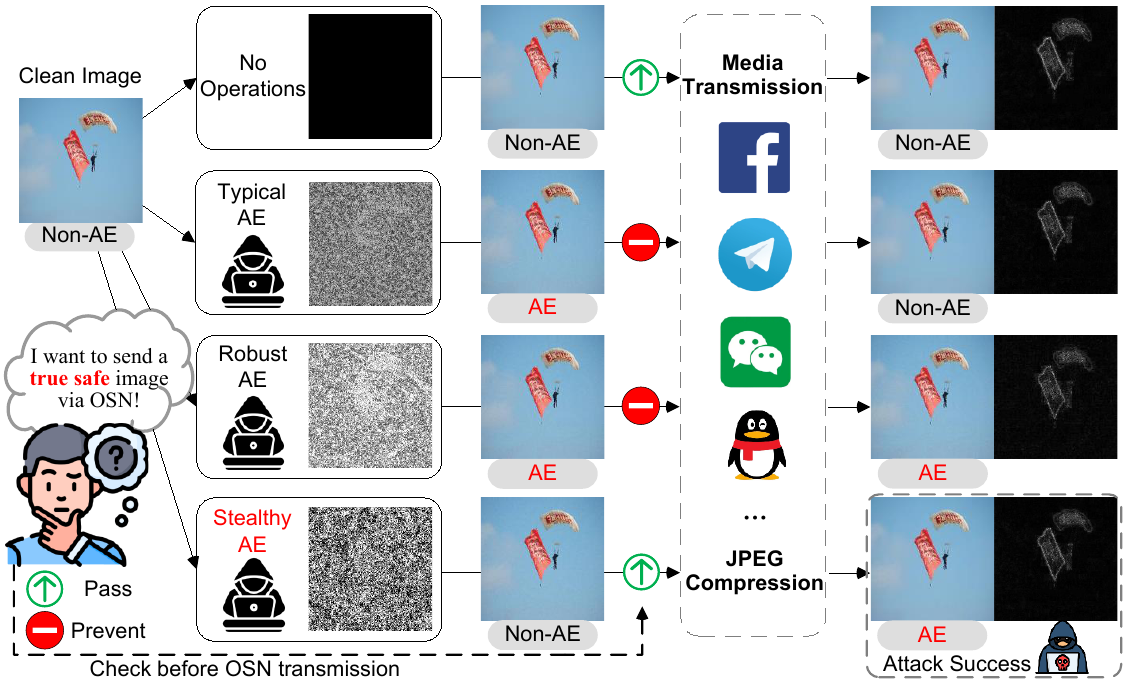 Clean Image
Non-AE
No
Operations
Non-AE
Media
Transmission
Non-AE
Typical
AE
AE
Non-AE
I want to send a
true safe image
via OSN!
Robust
AE
AE
AE
Stealthy
AE
Non-AE
...
JPEG
Compression
AE
Attack Success
?
Pass
Prevent
Check before OSN transmission